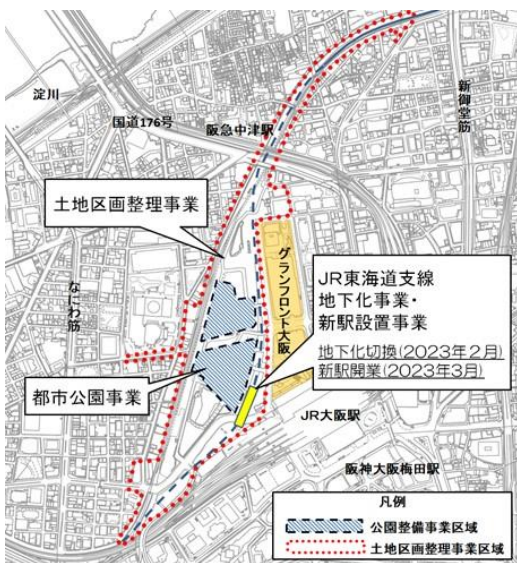 淀川
国道176号
阪急中津駅
新御堂筋
土地区画整理事業
グランフロント大阪
JR東海道支線
地下化事業・
新駅設置事業
地下化切換(2023年2月)
新駅開業(2023年3月)
なにわ筋
都市公園事業
JR大阪駅
阪神大阪梅田駅
凡例
公園整備事業区域
土地区画整理事業区域